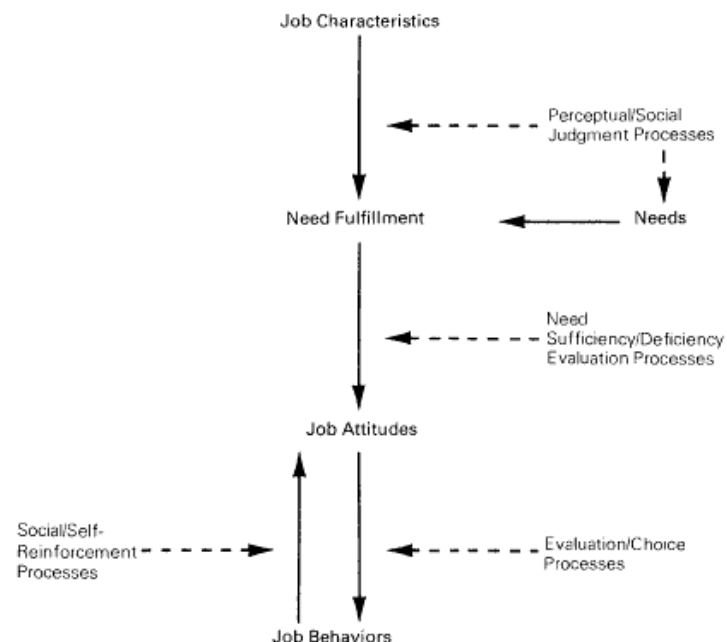 Job Characteristics
Perceptual/Social
Judgment Processes
Need Fulfillment
Needs
Need
Sufficiency/Deficiency
Evaluation Processes
Job Attitudes
Social/Self-
Reinforcement
Processes
Evaluation/Choice
Processes
Job Behaviors